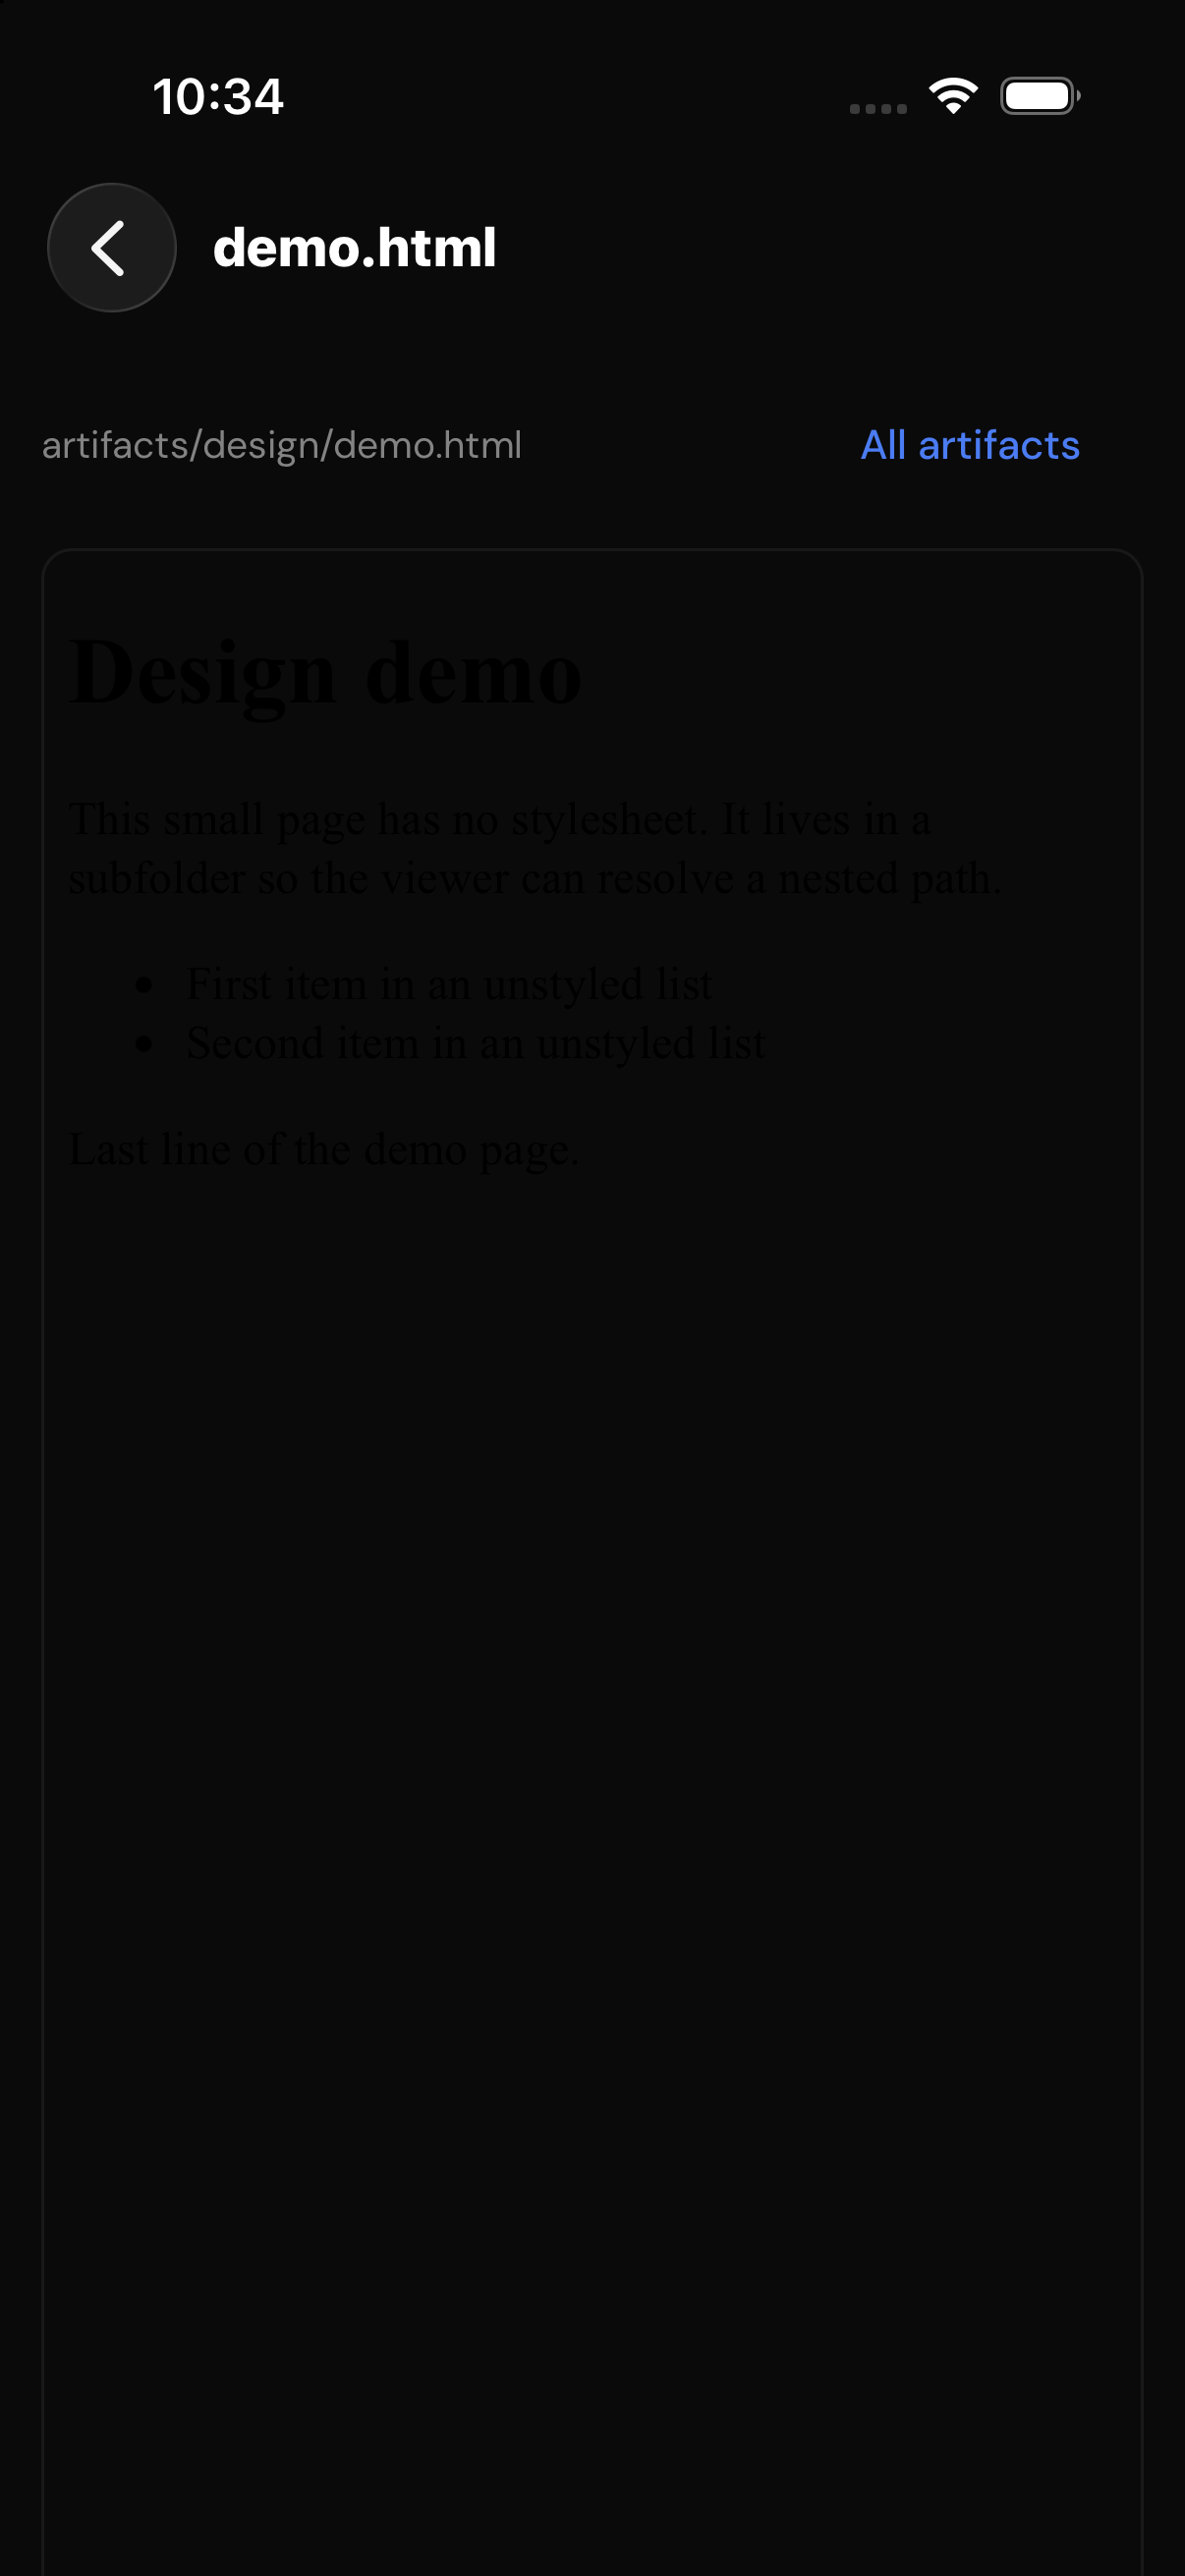 10:34
demo.html
artifacts/design/demo.html
All artifacts
Design demo
This small page has no stylesheet. It lives in a
subfolder so the viewer can resolve a nested path.
• First item in an unstyled list
• Second item in an unstyled list
Last line of the demo page.